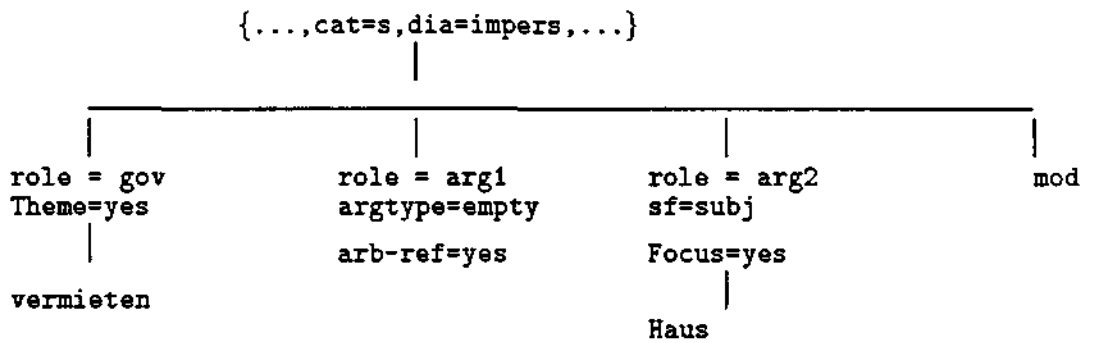 {...,cat=s,dia=impers,...}
role = gov role = arg1 role = arg2 mod
Theme=yes argtype=empty sf=subj
arb-ref=yes Focus=yes
vermieten
Haus